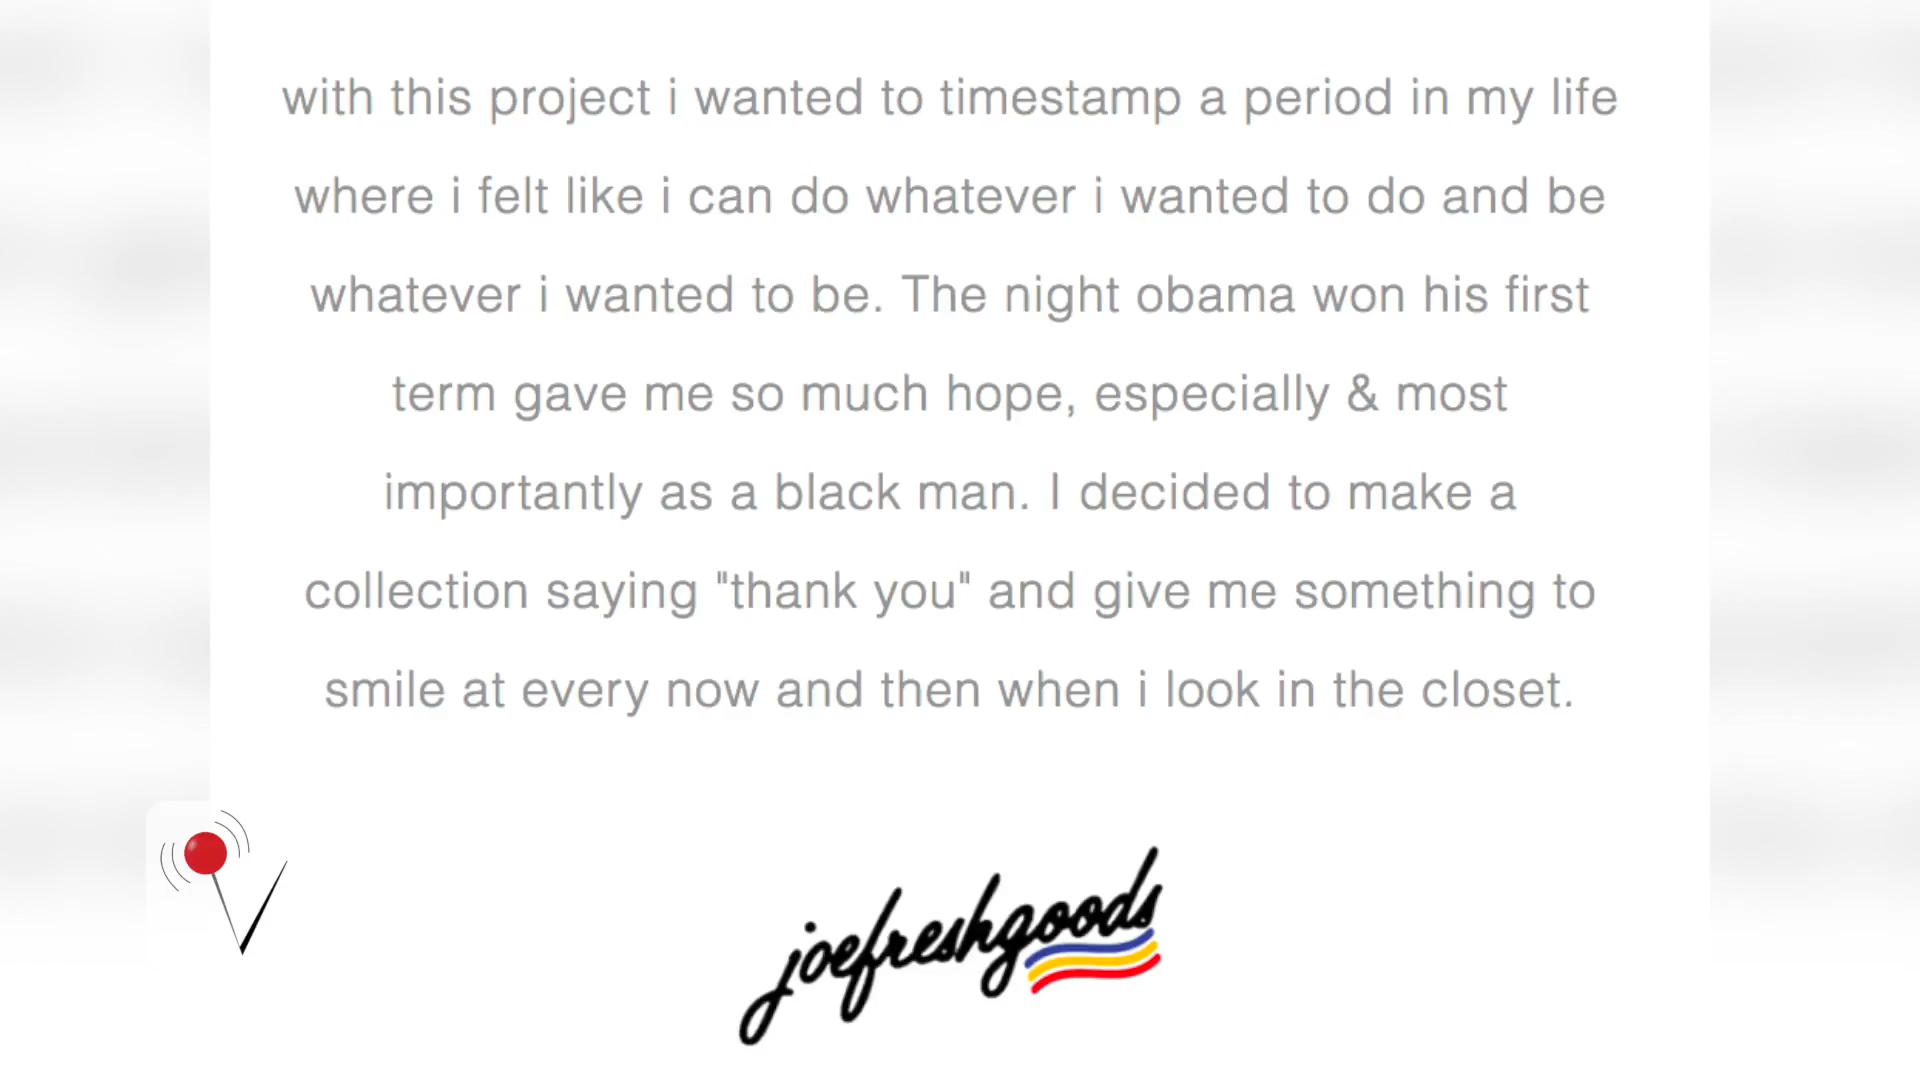 with this project i wanted to timestamp a period in my life
where i felt like i can do whatever i wanted to do and be
whatever i wanted to be. The night obama won his first
term gave me so much hope, especially & most
importantly as a black man. I decided to make a
collection saying "thank you" and give me something to
smile at every now and then when i look in the closet.
joefreshgoods